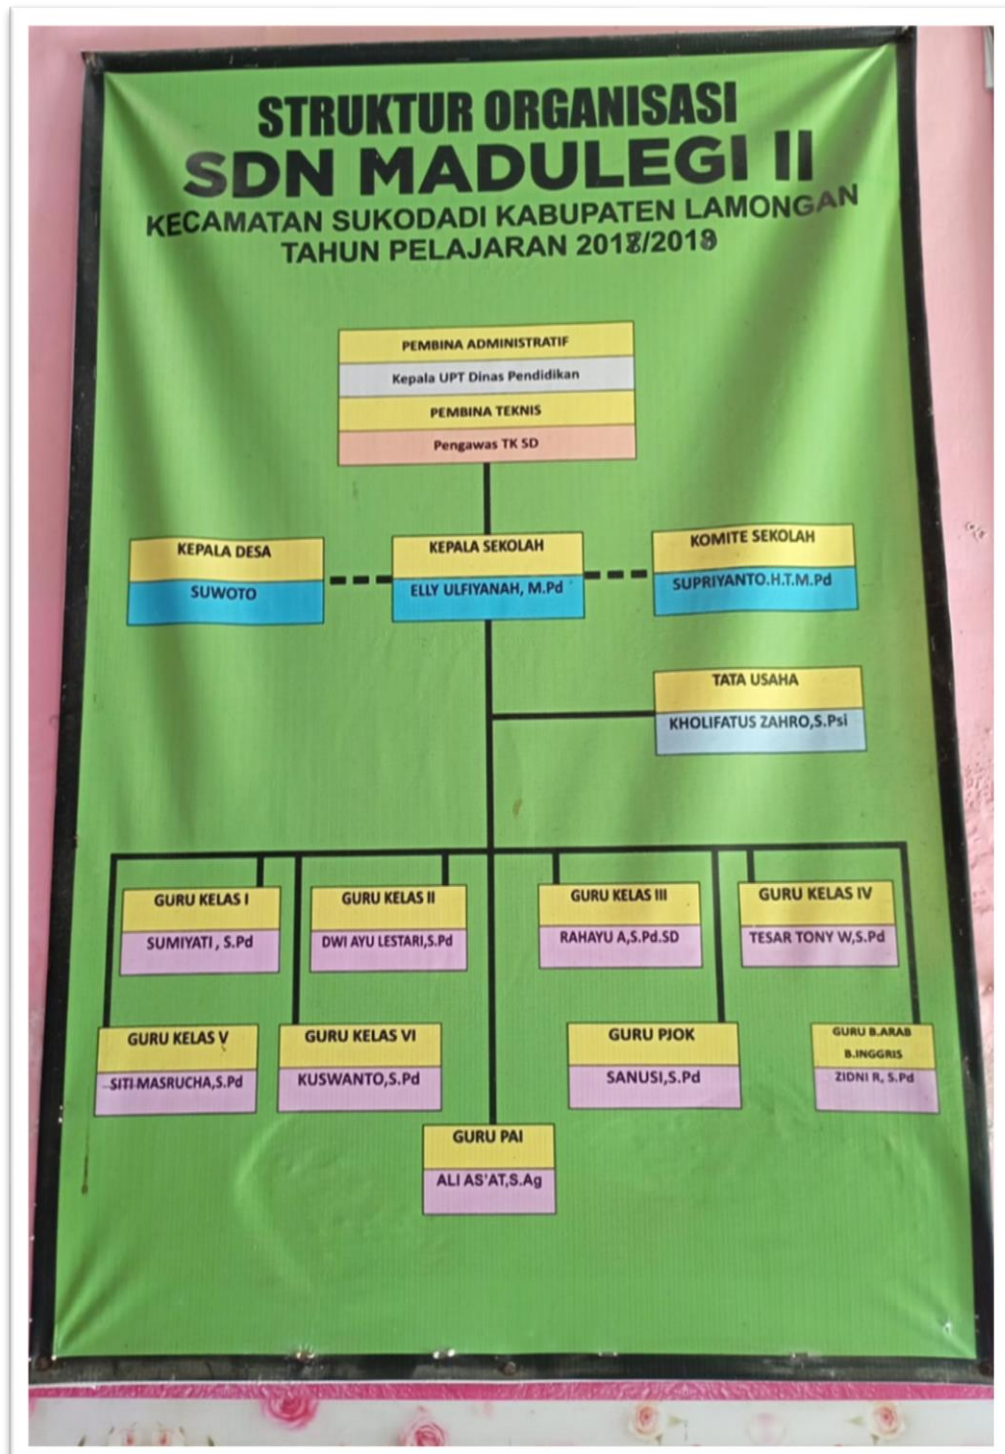 STRUKTUR ORGANISASI
SDN MADULEGI II
KECAMATAN SUKODADI KABUPATEN LAMONGAN
TAHUN PELAJARAN 2018/2019
PEMBINA ADMINISTRATIF
Kepala UPT Dinas Pendidikan
PEMBINA TEKNIS
Pengawas TK SD
KEPALA DESA
SUWOTO
KEPALA SEKOLAH
ELLY ULFIYANAH, M.Pd
KOMITE SEKOLAH
SUPRIYANTO.H.T.M.Pd
TATA USAHA
KHOLIFATUS ZAHRO,S.Psi
GURU KELAS I
SUMIYATI , S.Pd
GURU KELAS II
DWI AYU LESTARI,S.Pd
GURU KELAS III
RAHAYU A,S.Pd.SD
GURU KELAS IV
TESAR TONY W,S.Pd
GURU KELAS V
SITI MASRUCHA,S.Pd
GURU KELAS VI
KUSWANTO,S.Pd
GURU PJOK
SANUSI,S.Pd
GURU B.ARAB
B.INGGRIS
ZIDNI R, S.Pd
GURU PAI
ALI AS'AT,S.Ag